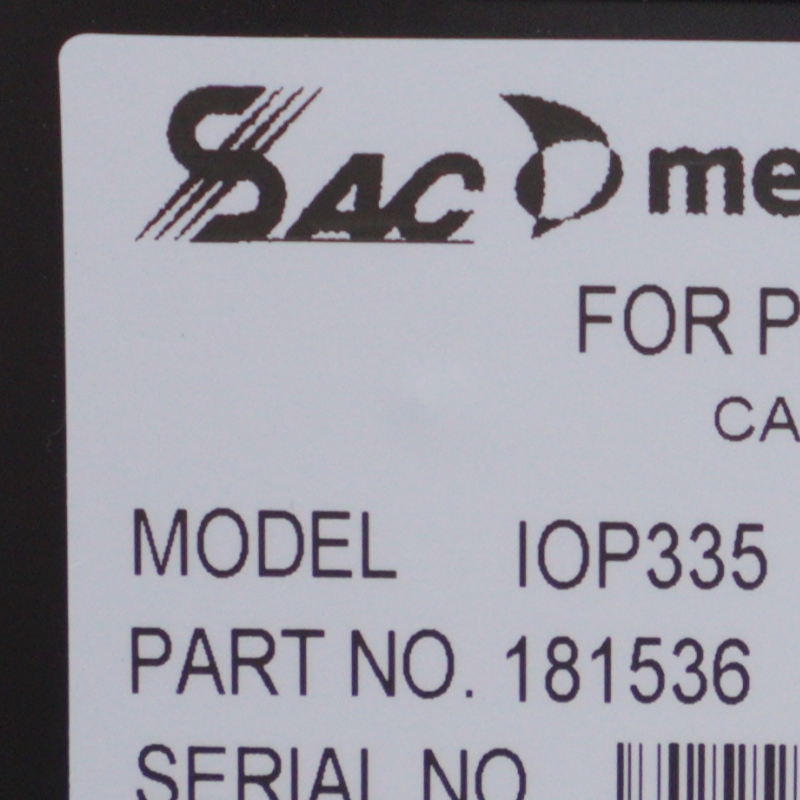 SAC me
FOR P
CA
MODEL IOP335
PART NO. 181536
SERIAL NO